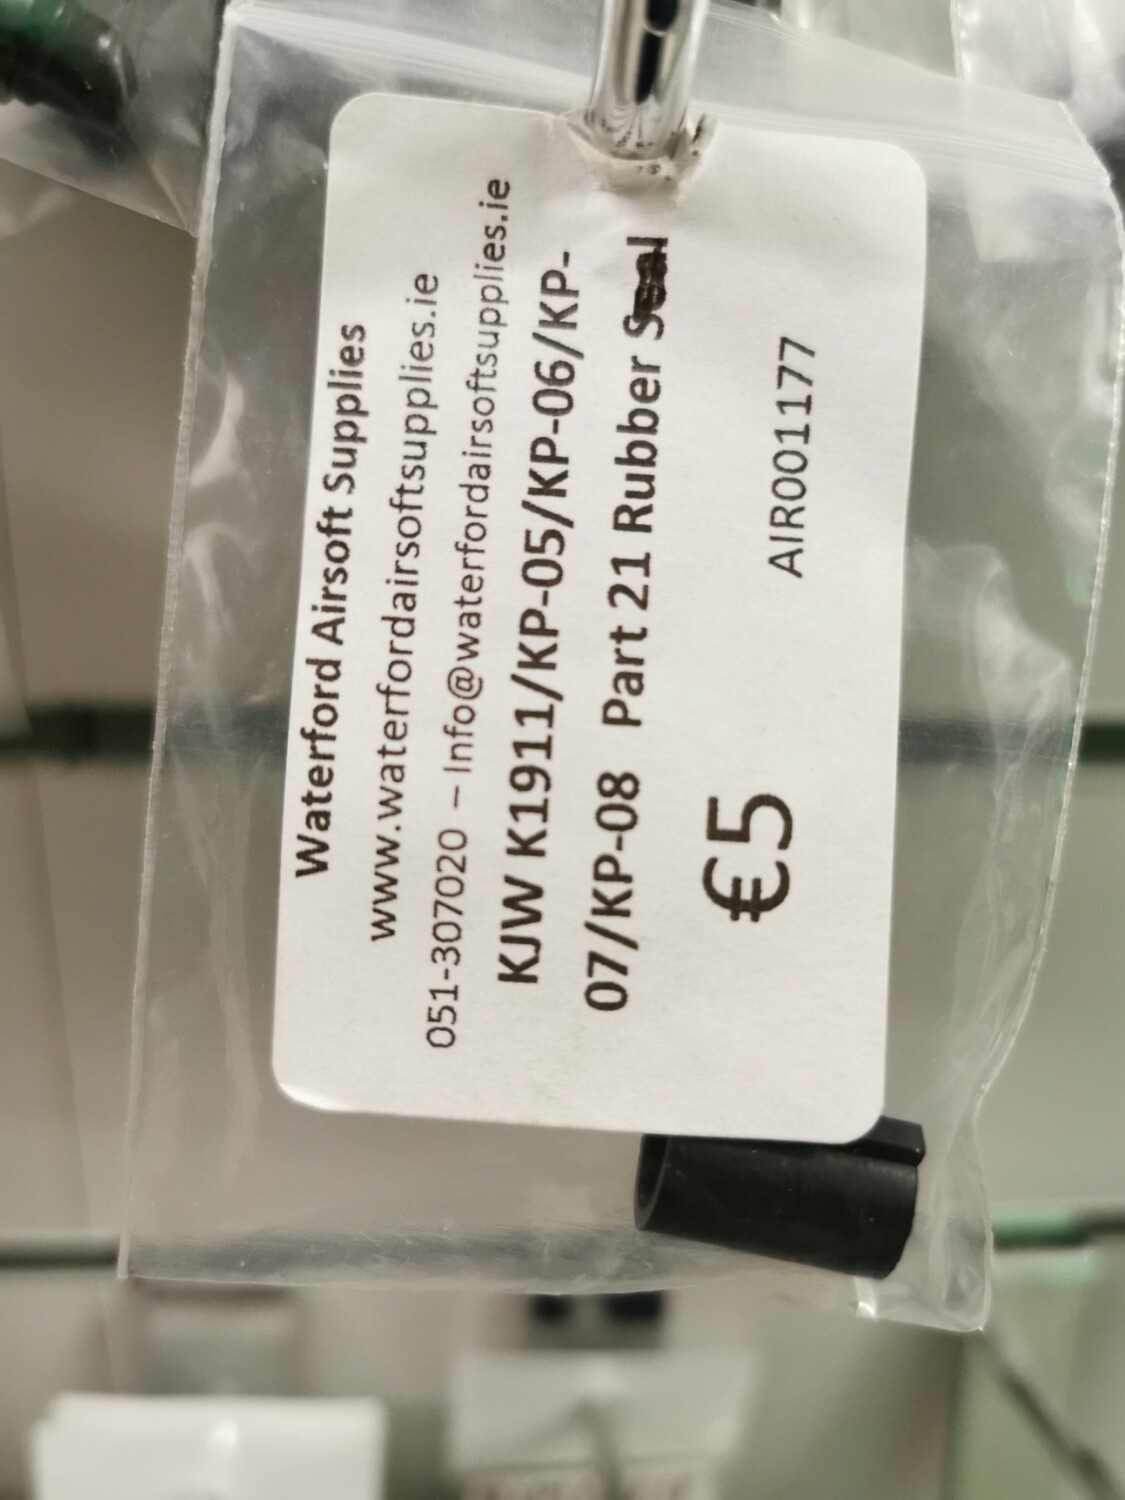 Waterford Airsoft Supplies
www.waterfordairsoftsupplies.ie
051-307020 – Info@waterfordairsoftsupplies.ie
KJW K1911/KP-05/KP-06/KP-
07/KP-08 Part 21 Rubber Seal
€5
AIR001177